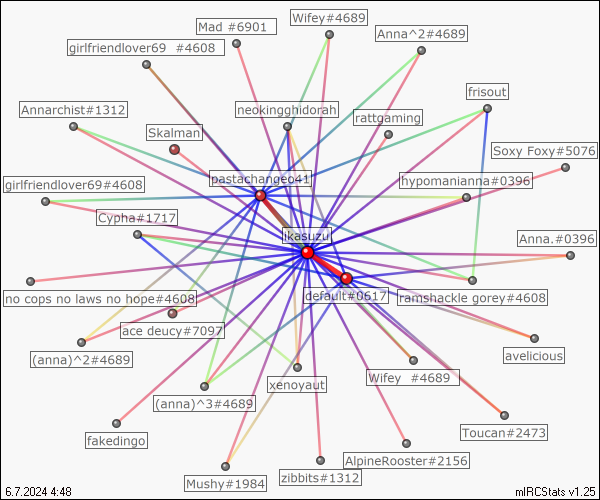 Wifey#4689
Mad #6901
Anna^2#4689
girlfriendlover69 #4608
frisout
Annarchist#1312
neokingghidorah
rattgaming
Skalman
Soxy Foxy#5076
pastachangeo41
hypomanianna#0396
girlfriendlover69#4608
Cypha#1717
ikasuzu
Anna.#0396
no cops no laws no hope#4608
default#0617
ramshackle gorey#4608
ace deucy#7097
(anna)^2#4689
avelicious
Wifey #4689
xenoyaut
(anna)^3#4689
Toucan#2473
fakedingo
AlpineRooster#2156
zibbits#1312
Mushy#1984
6.7.2024 4:48
mIRCStats v1.25